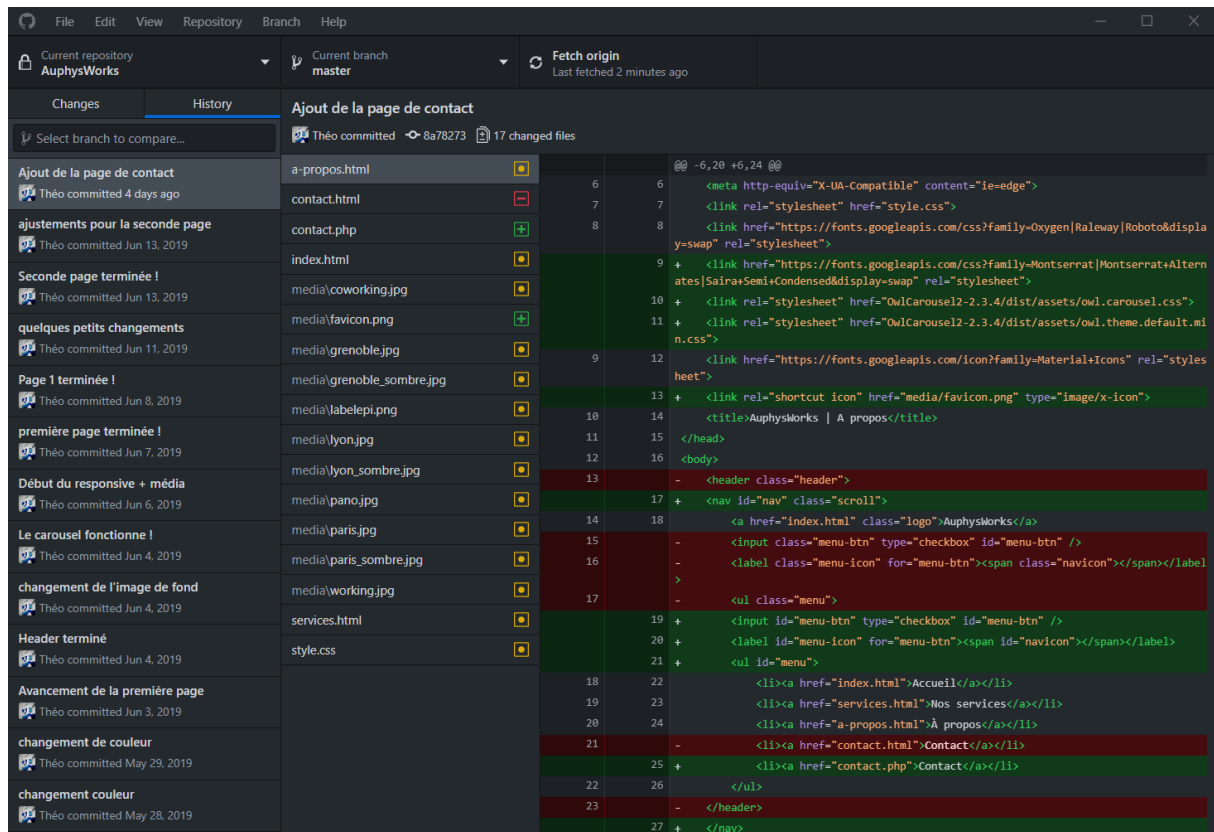 File Edit View Repository Branch Help
Current repository
AuphysWorks
Current branch
master
Fetch origin
Last fetched 2 minutes ago
Changes History
Select branch to compare...
Ajout de la page de contact
Théo committed 4 days ago
ajustements pour la seconde page
Théo committed Jun 13, 2019
Seconde page terminée !
Théo committed Jun 13, 2019
quelques petits changements
Théo committed Jun 11, 2019
Page 1 terminée !
Théo committed Jun 8, 2019
première page terminée !
Théo committed Jun 7, 2019
Début du responsive + média
Théo committed Jun 6, 2019
Le carousel fonctionne !
Théo committed Jun 4, 2019
changement de l'image de fond
Théo committed Jun 4, 2019
Header terminé
Théo committed Jun 4, 2019
Avancement de la première page
Théo committed Jun 3, 2019
changement de couleur
Théo committed May 29, 2019
changement couleur
Théo committed May 28, 2019
Ajout de la page de contact
Théo committed 8a78273 17 changed files
a-propos.html
contact.html
contact.php
index.html
media\coworking.jpg
media\favicon.png
media\grenoble.jpg
media\grenoble_sombre.jpg
media\labelepi.png
media\lyon.jpg
media\lyon_sombre.jpg
media\pano.jpg
media\paris.jpg
media\paris_sombre.jpg
media\working.jpg
services.html
style.css
@@ -6,20 +6,24 @@
6 6 <meta http-equiv="X-UA-Compatible" content="ie=edge">
7 7 <link rel="stylesheet" href="style.css">
8 8 <link href="https://fonts.googleapis.com/css?family=Oxygen|Raleway|Roboto&displa
y=swap" rel="stylesheet">
9 + <link href="https://fonts.googleapis.com/css?family=Montserrat|Montserrat+Altern
ates|Saira+Semi+Condensed&display=swap" rel="stylesheet">
10 + <link rel="stylesheet" href="OwlCarousel2-2.3.4/dist/assets/owl.carousel.css">
11 + <link rel="stylesheet" href="OwlCarousel2-2.3.4/dist/assets/owl.theme.default.mi
n.css">
9 12 <link href="https://fonts.googleapis.com/icon?family=Material+Icons" rel="styles
heet">
13 + <link rel="shortcut icon" href="media/favicon.png" type="image/x-icon">
10 14 <title>AuphysWorks | A propos</title>
11 15 </head>
12 16 <body>
13 - <header class="header">
17 + <nav id="nav" class="scroll">
14 18 <a href="index.html" class="logo">AuphysWorks</a>
15 - <input class="menu-btn" type="checkbox" id="menu-btn" />
16 - <label class="menu-icon" for="menu-btn"><span class="navicon"></span></label
>
17 - <ul class="menu">
19 + <input id="menu-btn" type="checkbox" id="menu-btn" />
20 + <label id="menu-icon" for="menu-btn"><span id="navicon"></span></label>
21 + <ul id="menu">
18 22 <li><a href="index.html">Accueil</a></li>
19 23 <li><a href="services.html">Nos services</a></li>
20 24 <li><a href="a-propos.html">À propos</a></li>
21 - <li><a href="contact.html">Contact</a></li>
25 + <li><a href="contact.php">Contact</a></li>
22 26 </ul>
23 - </header>
27 + </nav>